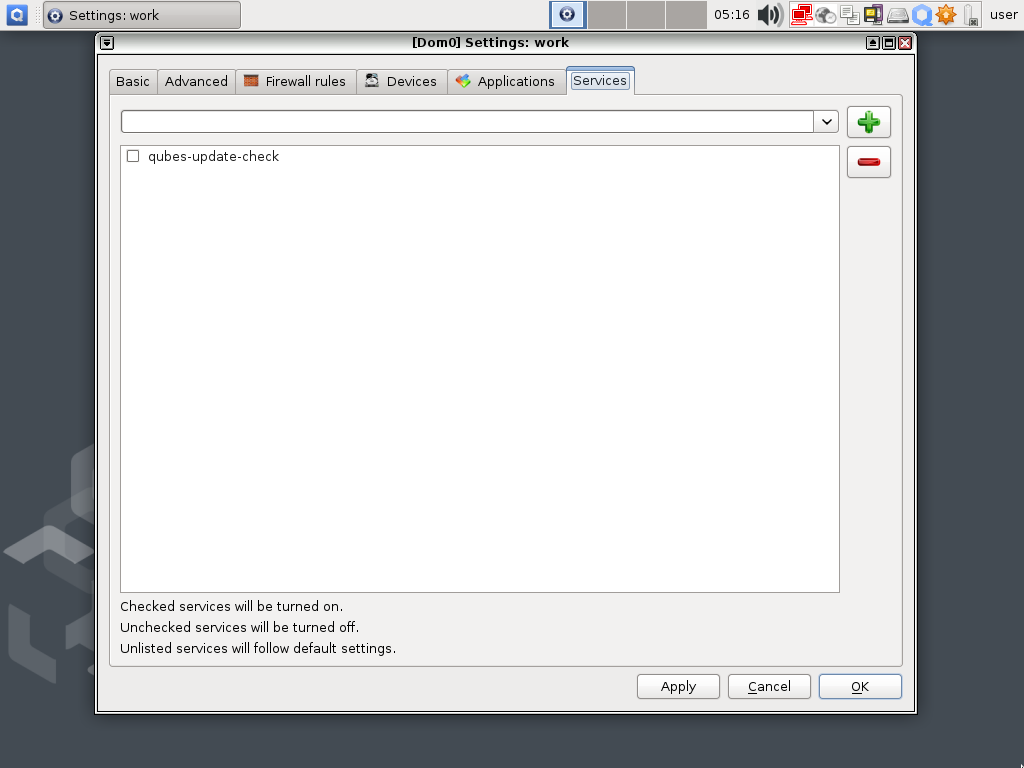 Settings: work
05:16
user
[Dom0] Settings: work
Basic Advanced Firewall rules Devices Applications Services
qubes-update-check
Checked services will be turned on.
Unchecked services will be turned off.
Unlisted services will follow default settings.
Apply Cancel OK